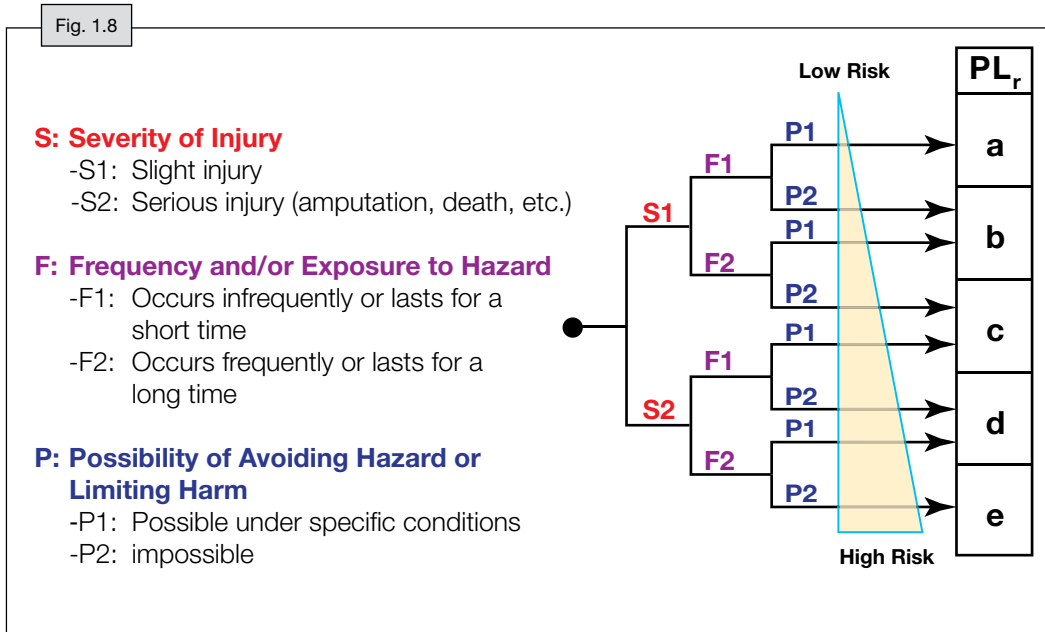 Fig. 1.8
S: Severity of Injury
-S1: Slight injury
-S2: Serious injury (amputation, death, etc.)
F: Frequency and/or Exposure to Hazard
-F1: Occurs infrequently or lasts for a
short time
-F2: Occurs frequently or lasts for a
long time
P: Possibility of Avoiding Hazard or
Limiting Harm
-P1: Possible under specific conditions
-P2: impossible
Low Risk
PLr
S1
F1
P1
a
P2
F2
P1
b
P2
c
S2
F1
P1
P2
d
F2
P1
P2
e
High Risk